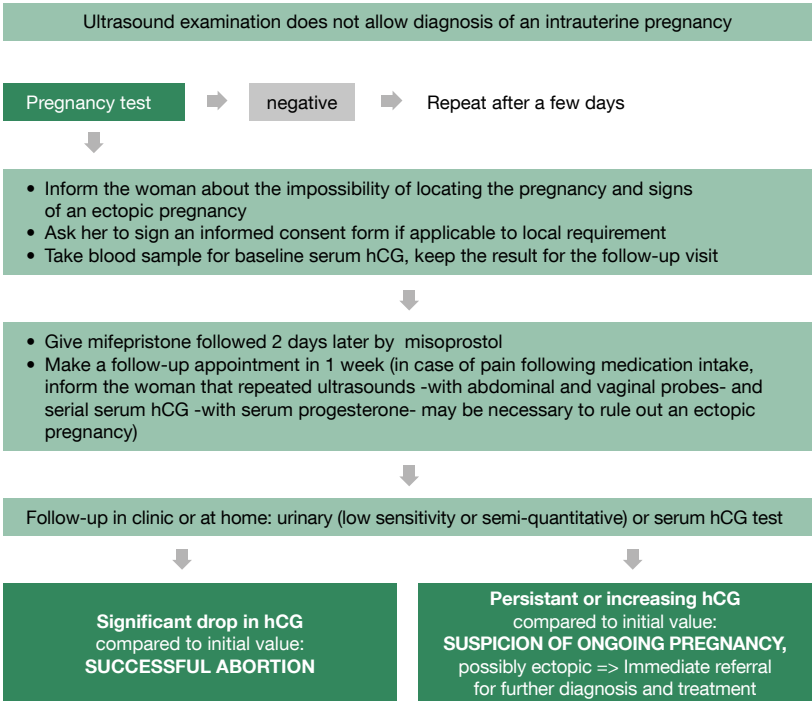 Ultrasound examination does not allow diagnosis of an intrauterine pregnancy
Pregnancy test
negative
Repeat after a few days
• Inform the woman about the impossibility of locating the pregnancy and signs
of an ectopic pregnancy
• Ask her to sign an informed consent form if applicable to local requirement
• Take blood sample for baseline serum hCG, keep the result for the follow-up visit
• Give mifepristone followed 2 days later by misoprostol
• Make a follow-up appointment in 1 week (in case of pain following medication intake,
inform the woman that repeated ultrasounds -with abdominal and vaginal probes- and
serial serum hCG -with serum progesterone- may be necessary to rule out an ectopic
pregnancy)
Follow-up in clinic or at home: urinary (low sensitivity or semi-quantitative) or serum hCG test
Significant drop in hCG
compared to initial value:
SUCCESSFUL ABORTION
Persistant or increasing hCG
compared to initial value:
SUSPICION OF ONGOING PREGNANCY,
possibly ectopic => Immediate referral
for further diagnosis and treatment